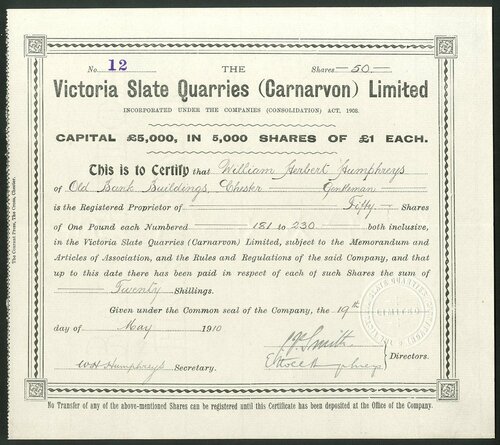 No. 12 THE Shares —50.—
Victoria Slate Quarries (Carnarvon) Limited
INCORPORATED UNDER THE COMPANIES (CONSOLIDATION) ACT, 1908.
CAPITAL £5,000, IN 5,000 SHARES OF £1 EACH.
This is to Certify that William Herbert Humphreys
of Old Bank Buildings, Chester Gentleman
is the Registered Proprietor of Fifty Shares
of One Pound each Numbered 181 to 230 both inclusive,
in the Victoria Slate Quarries (Carnarvon) Limited, subject to the Memorandum and
Articles of Association, and the Rules and Regulations of the said Company, and that
up to this date there has been paid in respect of each of such Shares the sum of
Twenty Shillings.
Given under the Common seal of the Company, the 19th
day of May 1910
Smith.
Directors.
WH Humphreys Secretary.
No Transfer of any of the above-mentioned Shares can be registered until this Certificate has been deposited at the Office of the Company.